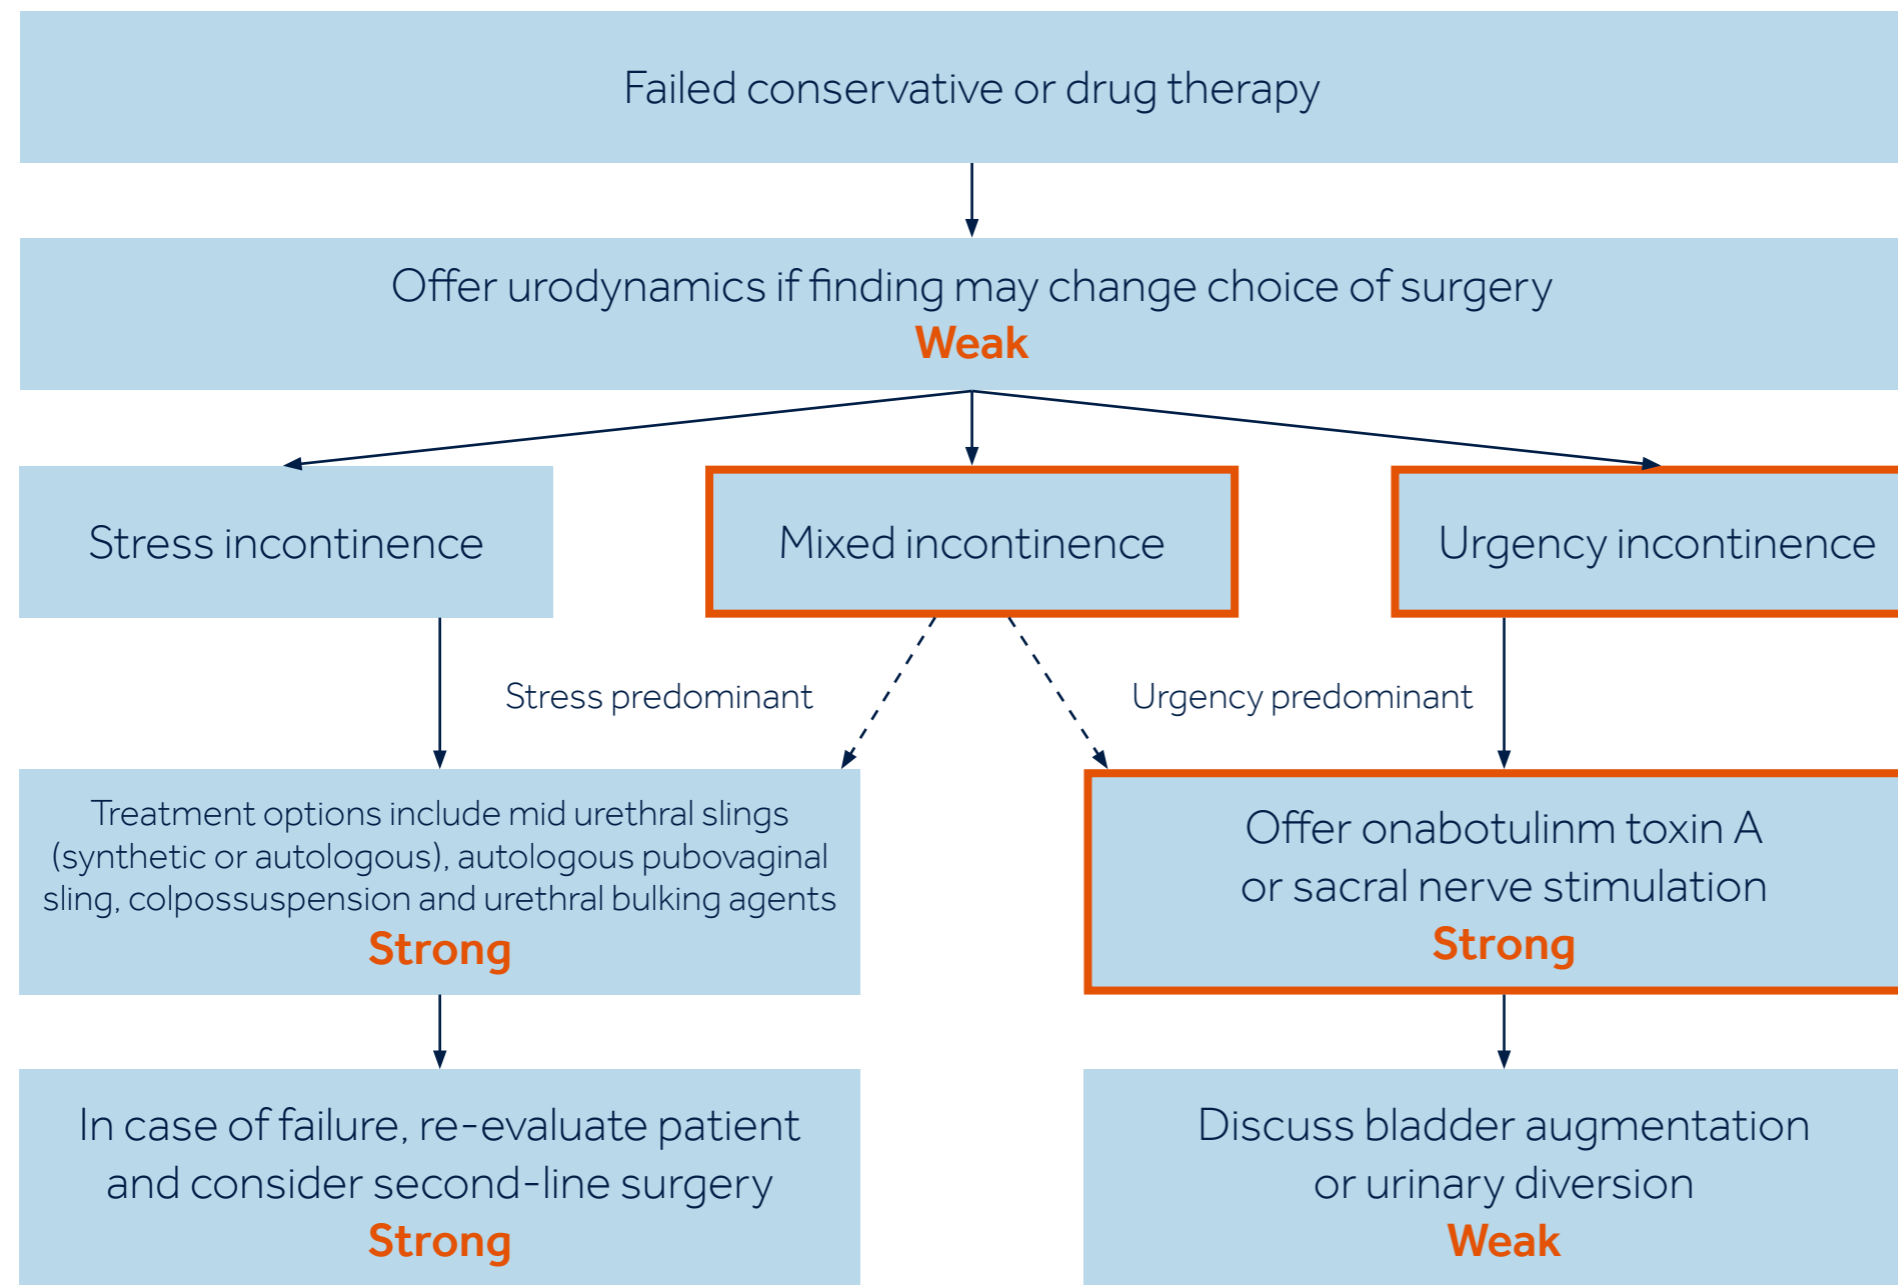 Failed conservative or drug therapy
Offer urodynamics if finding may change choice of surgery
Weak
Stress incontinence
Mixed incontinence
Urgency incontinence
Stress predominant
Urgency predominant
Treatment options include mid urethral slings
(synthetic or autologous), autologous pubovaginal
sling, colpossuspension and urethral bulking agents
Strong
Offer onabotulinm toxin A
or sacral nerve stimulation
Strong
In case of failure, re-evaluate patient
and consider second-line surgery
Strong
Discuss bladder augmentation
or urinary diversion
Weak